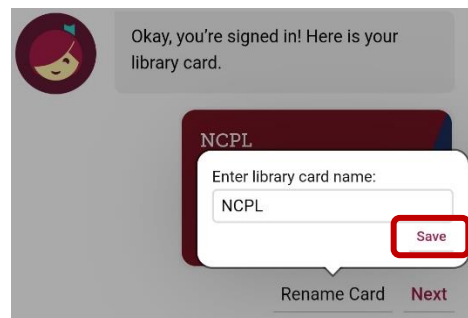 Okay, you're signed in! Here is your
library card.
NCPL
Enter library card name:
NCPL
Save
Rename Card
Next